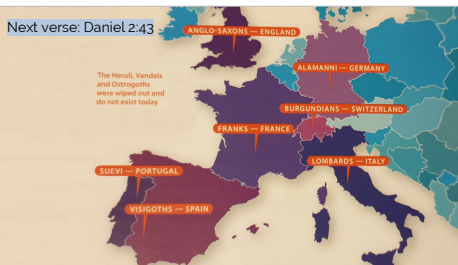 Next verse: Daniel 2:43
ANGLO-SAXONS — ENGLAND
The Heruli, Vandals
and Ostrogoths
were wiped out and
do not exist today
ALAMANNI — GERMANY
BURGUNDIANS — SWITZERLAND
FRANKS — FRANCE
LOMBARDS — ITALY
SUEVI — PORTUGAL
VISIGOTHS — SPAIN